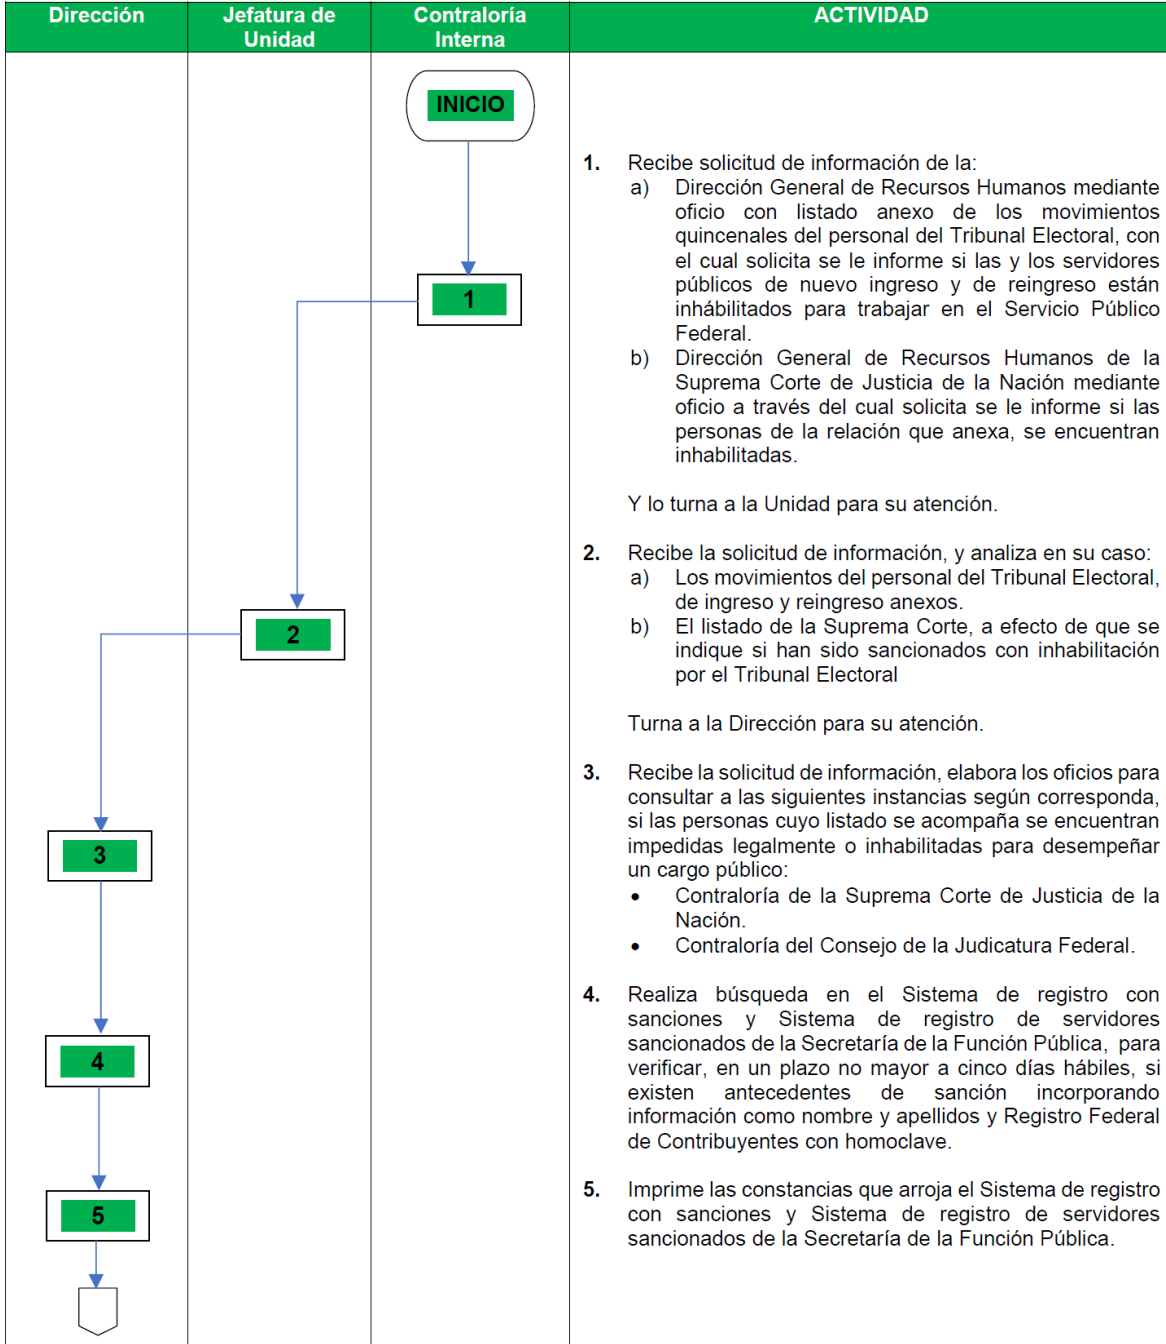 Dirección
Jefatura de
Unidad
Contraloría
Interna
ACTIVIDAD
INICIO
1
2
3
4
5
1. Recibe solicitud de información de la:
a) Dirección General de Recursos Humanos mediante
oficio con listado anexo de los movimientos
quincenales del personal del Tribunal Electoral, con
el cual solicita se le informe si las y los servidores
públicos de nuevo ingreso y de reingreso están
inhábilitados para trabajar en el Servicio Público
Federal.
b) Dirección General de Recursos Humanos de la
Suprema Corte de Justicia de la Nación mediante
oficio a través del cual solicita se le informe si las
personas de la relación que anexa, se encuentran
inhabilitadas.
Y lo turna a la Unidad para su atención.
2. Recibe la solicitud de información, y analiza en su caso:
a) Los movimientos del personal del Tribunal Electoral,
de ingreso y reingreso anexos.
b) El listado de la Suprema Corte, a efecto de que se
indique si han sido sancionados con inhabilitación
por el Tribunal Electoral
Turna a la Dirección para su atención.
3. Recibe la solicitud de información, elabora los oficios para
consultar a las siguientes instancias según corresponda,
si las personas cuyo listado se acompaña se encuentran
impedidas legalmente o inhabilitadas para desempeñar
un cargo público:
• Contraloría de la Suprema Corte de Justicia de la
Nación.
• Contraloría del Consejo de la Judicatura Federal.
4. Realiza búsqueda en el Sistema de registro con
sanciones y Sistema de registro de servidores
sancionados de la Secretaría de la Función Pública, para
verificar, en un plazo no mayor a cinco días hábiles, si
existen antecedentes de sanción incorporando
información como nombre y apellidos y Registro Federal
de Contribuyentes con homoclave.
5. Imprime las constancias que arroja el Sistema de registro
con sanciones y Sistema de registro de servidores
sancionados de la Secretaría de la Función Pública.